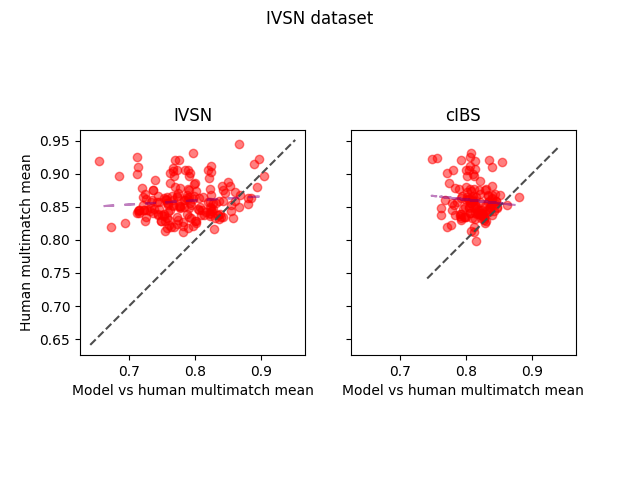 IVSN dataset
IVSN
cIBS
Human multimatch mean
0.95
0.90
0.85
0.80
0.75
0.70
0.65
0.7 0.8 0.9
0.7 0.8 0.9
Model vs human multimatch mean
Model vs human multimatch mean